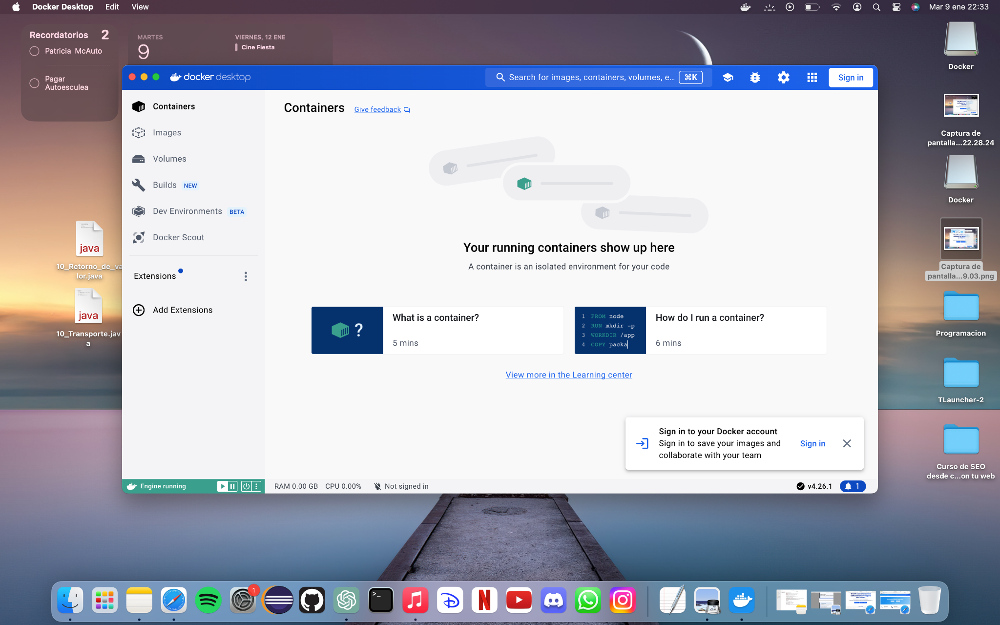 Docker Desktop Edit View
Mar 9 ene 22:33
Recordatorios 2
Patricia McAuto
Pagar
Autoesculea
MARTES
9
VIERNES, 12 ENE
Cine Fiesta
docker desktop
Search for images, containers, volumes, e... ⌘K
Sign in
Containers
Images
Volumes
Builds NEW
Dev Environments BETA
Docker Scout
Extensions
Add Extensions
Containers Give feedback
Your running containers show up here
A container is an isolated environment for your code
?
What is a container?
5 mins
1 FROM node
2 RUN mkdir -p
3 WORKDIR /app
4 COPY packa
How do I run a container?
6 mins
View more in the Learning center
Sign in to your Docker account
Sign in to save your images and
collaborate with your team
Sign in
Engine running
RAM 0.00 GB CPU 0.00% Not signed in
v4.26.1
1
java
10_Retorno_de_va
lor.java
java
10_Transporte.jav
a
Docker
Captura de
pantalla...22.28.24
Docker
Captura de
pantalla...9.03.png
Programacion
TLauncher-2
Curso de SEO
desde c...on tu web
1